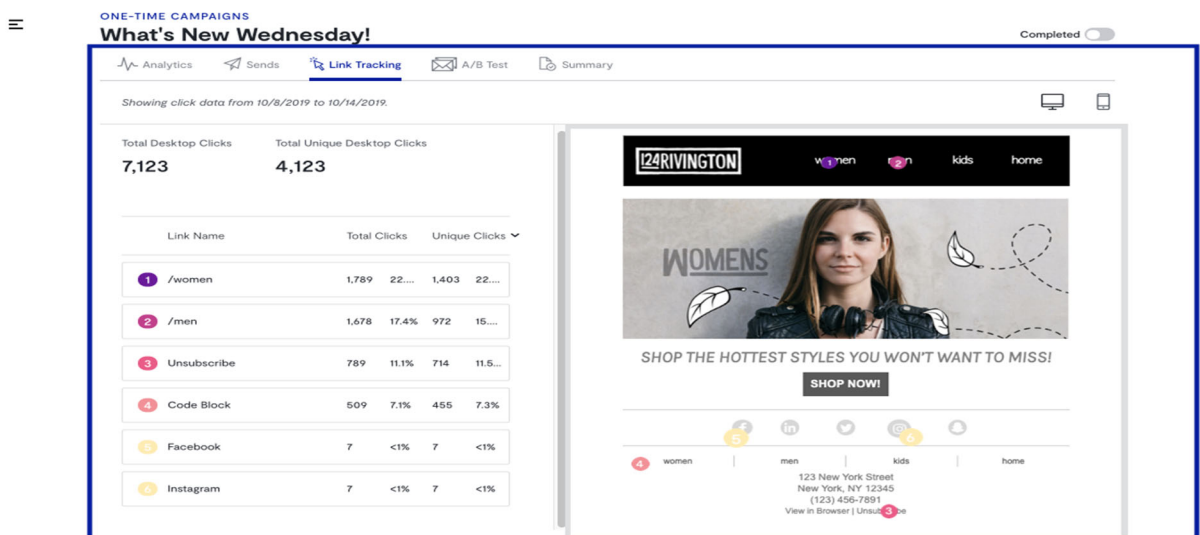 ONE-TIME CAMPAIGNS
What's New Wednesday!
Completed
Analytics Sends Link Tracking A/B Test Summary
Showing click data from 10/8/2019 to 10/14/2019.
Total Desktop Clicks Total Unique Desktop Clicks
7,123 4,123
Link Name Total Clicks Unique Clicks
1 /women 1,789 22.... 1,403 22....
2 /men 1,678 17.4% 972 15....
3 Unsubscribe 789 11.1% 714 11.5...
4 Code Block 509 7.1% 455 7.3%
5 Facebook 7 <1% 7 <1%
6 Instagram 7 <1% 7 <1%
124RIVINGTON 1 2 kids home
WOMENS
SHOP THE HOTTEST STYLES YOU WON'T WANT TO MISS!
SHOP NOW!
5 6
4 women | men | kids | home
123 New York Street
New York, NY 12345
(123) 456-7891
View in Browser | 3